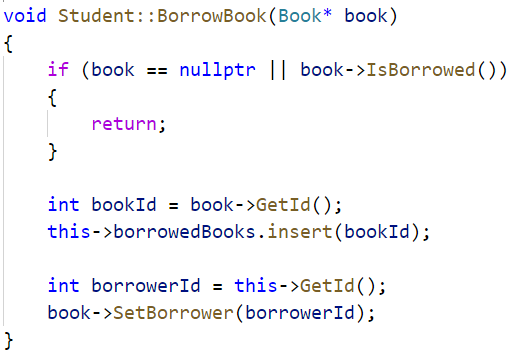 void Student::BorrowBook(Book* book)
{
    if (book == nullptr || book->IsBorrowed())
    {
        return;
    }

    int bookId = book->GetId();
    this->borrowedBooks.insert(bookId);

    int borrowerId = this->GetId();
    book->SetBorrower(borrowerId);
}